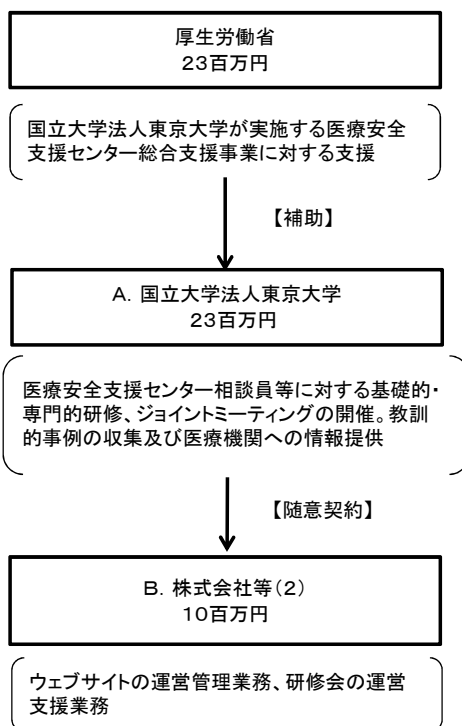 厚生労働省
23百万円
国立大学法人東京大学が実施する医療安全
支援センター総合支援事業に対する支援
【補助】
A. 国立大学法人東京大学
23百万円
医療安全支援センター相談員等に対する基礎的・
専門的研修、ジョイントミーティングの開催。教訓
的事例の収集及び医療機関への情報提供
【随意契約】
B. 株式会社等(2)
10百万円
ウェブサイトの運営管理業務、研修会の運営
支援業務